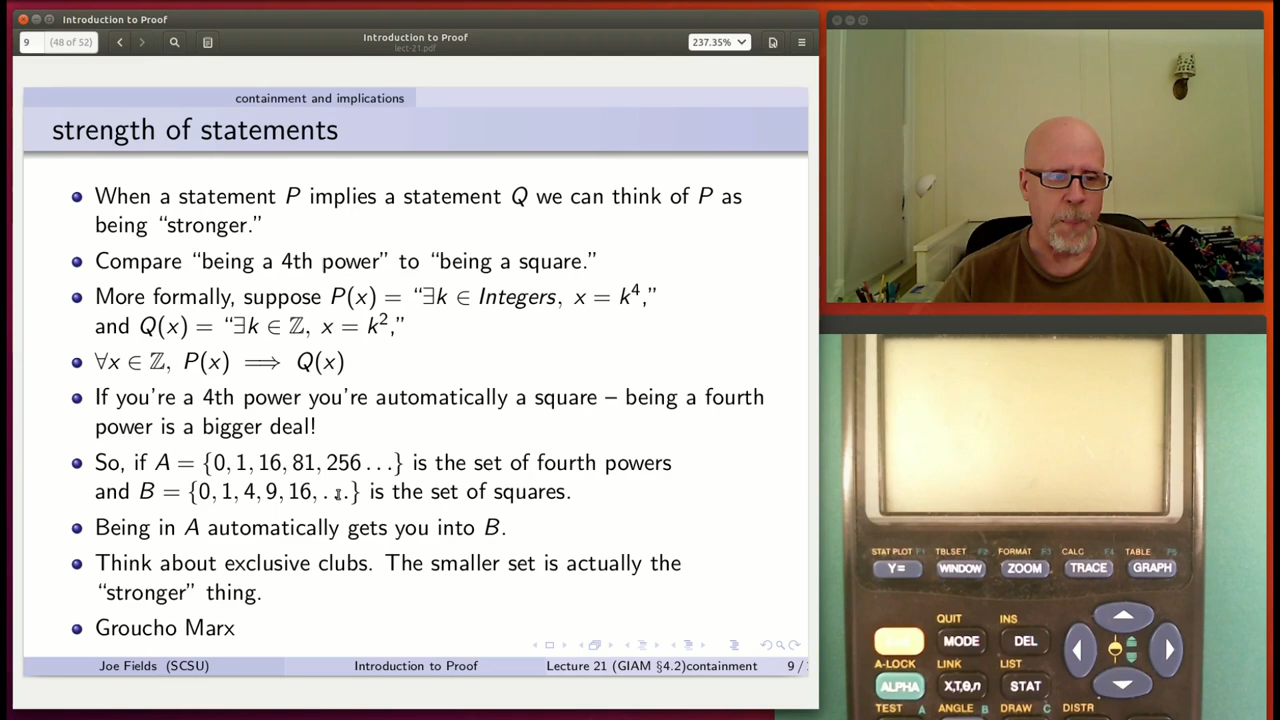 Introduction to Proof
9 (48 of 52)
Introduction to Proof
lect-21.pdf
237.35%
containment and implications
strength of statements
When a statement P implies a statement Q we can think of P as
being “stronger.”
Compare “being a 4th power” to “being a square.”
More formally, suppose P(x) = “∃k ∈ Integers, x = k⁴,”
and Q(x) = “∃k ∈ ℤ, x = k²,”
∀x ∈ ℤ, P(x) ⟹ Q(x)
If you're a 4th power you're automatically a square – being a fourth
power is a bigger deal!
So, if A = {0, 1, 16, 81, 256 . . .} is the set of fourth powers
and B = {0, 1, 4, 9, 16, . . .} is the set of squares.
Being in A automatically gets you into B.
Think about exclusive clubs. The smaller set is actually the
“stronger” thing.
Groucho Marx
Joe Fields (SCSU) Introduction to Proof Lecture 21 (GIAM §4.2)containment 9 /
STAT PLOT F1 TBLSET F2 FORMAT F3 CALC F4 TABLE F5
Y= WINDOW ZOOM TRACE GRAPH
QUIT INS
MODE DEL
A-LOCK LINK LIST
ALPHA X,T,θ,n STAT
TEST A ANGLE B DRAW C DISTR